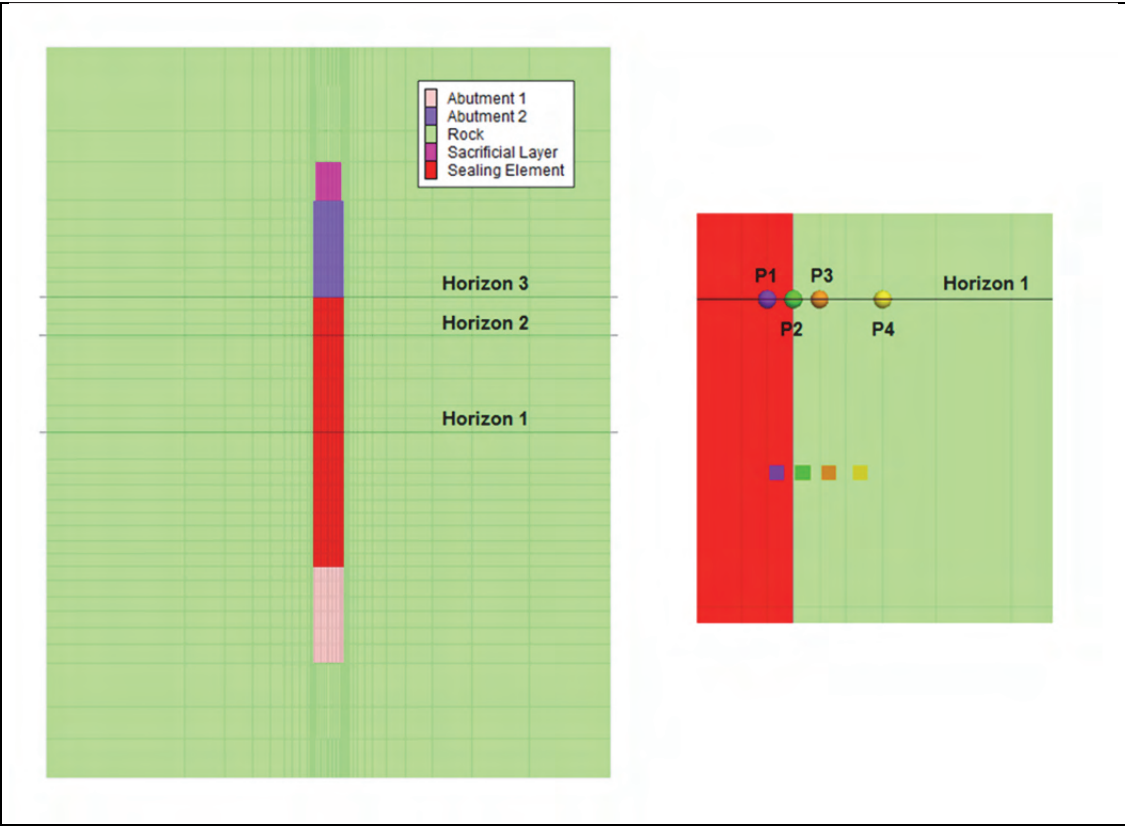 Abutment 1
Abutment 2
Rock
Sacrificial Layer
Sealing Element
Horizon 3
Horizon 2
Horizon 1
P1
P3
Horizon 1
P2
P4